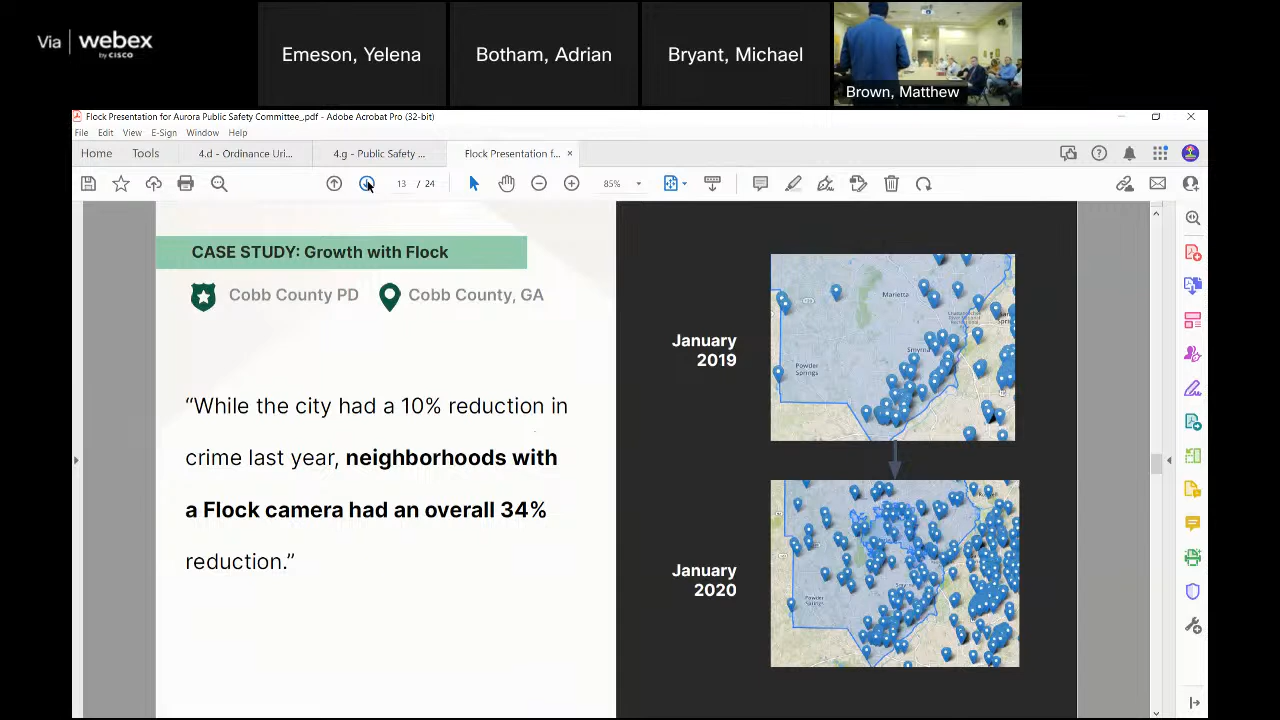 Via webex
by CISCO
Emeson, Yelena
Botham, Adrian
Bryant, Michael
Brown, Matthew
Flock Presentation for Aurora Public Safety Committee_.pdf - Adobe Acrobat Pro (32-bit)
File Edit View E-Sign Window Help
Home Tools 4.d - Ordinance Uri... 4.g - Public Safety ... Flock Presentation f... ×
13 / 24 85%
CASE STUDY: Growth with Flock
Cobb County PD Cobb County, GA
“While the city had a 10% reduction in
crime last year, neighborhoods with
a Flock camera had an overall 34%
reduction.”
January
2019
Marietta
Smyrna
Powder
Springs
January
2020
Powder
Springs